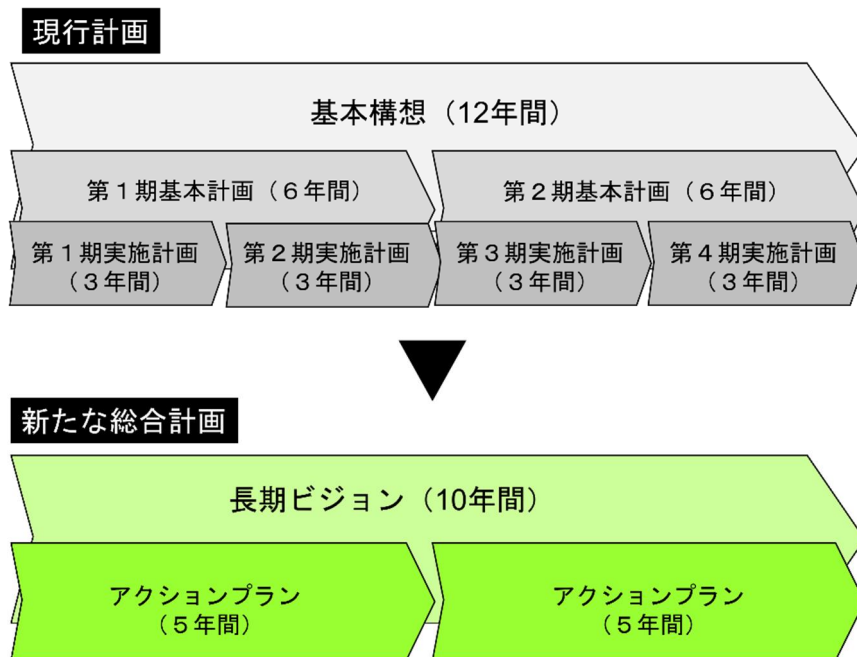 現行計画
基本構想（12年間）
第１期基本計画（６年間）
第２期基本計画（６年間）
第１期実施計画
（３年間）
第２期実施計画
（３年間）
第３期実施計画
（３年間）
第４期実施計画
（３年間）
新たな総合計画
長期ビジョン（10年間）
アクションプラン
（５年間）
アクションプラン
（５年間）